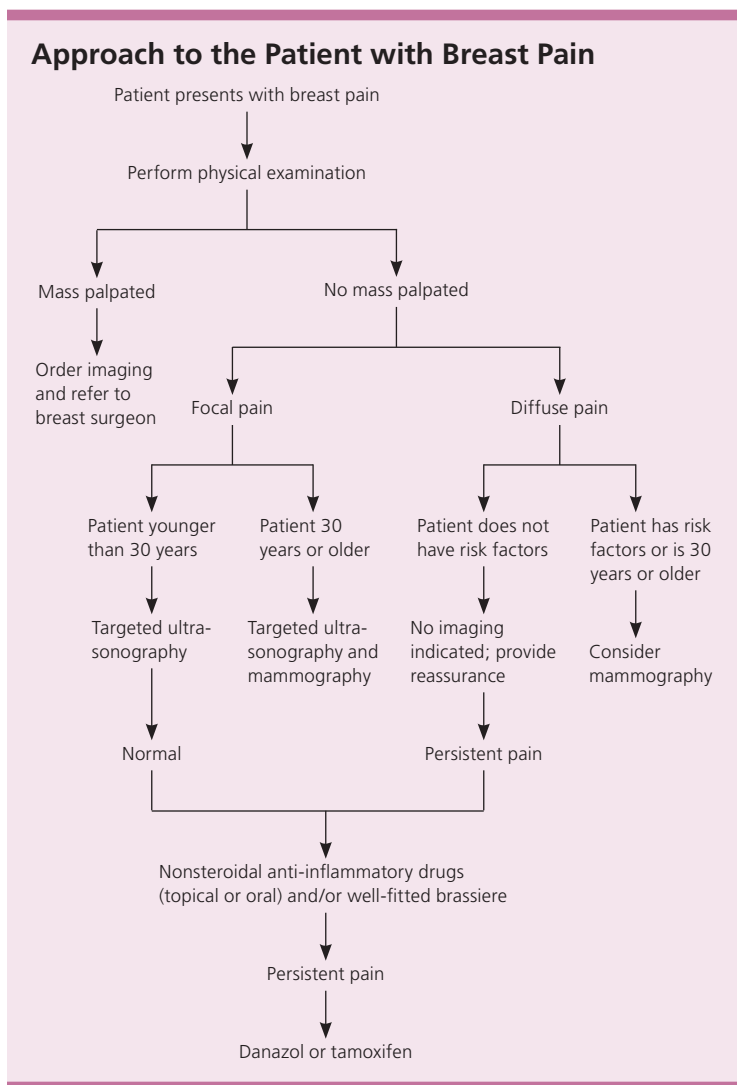 Approach to the Patient with Breast Pain
Patient presents with breast pain
Perform physical examination
Mass palpated
No mass palpated
Order imaging
and refer to
breast surgeon
Focal pain
Diffuse pain
Patient younger
than 30 years
Patient 30
years or older
Patient does not
have risk factors
Patient has risk
factors or is 30
years or older
Targeted ultra-
sonography
Targeted ultra-
sonography and
mammography
No imaging
indicated; provide
reassurance
Consider
mammography
Normal
Persistent pain
Nonsteroidal anti-inflammatory drugs
(topical or oral) and/or well-fitted brassiere
Persistent pain
Danazol or tamoxifen